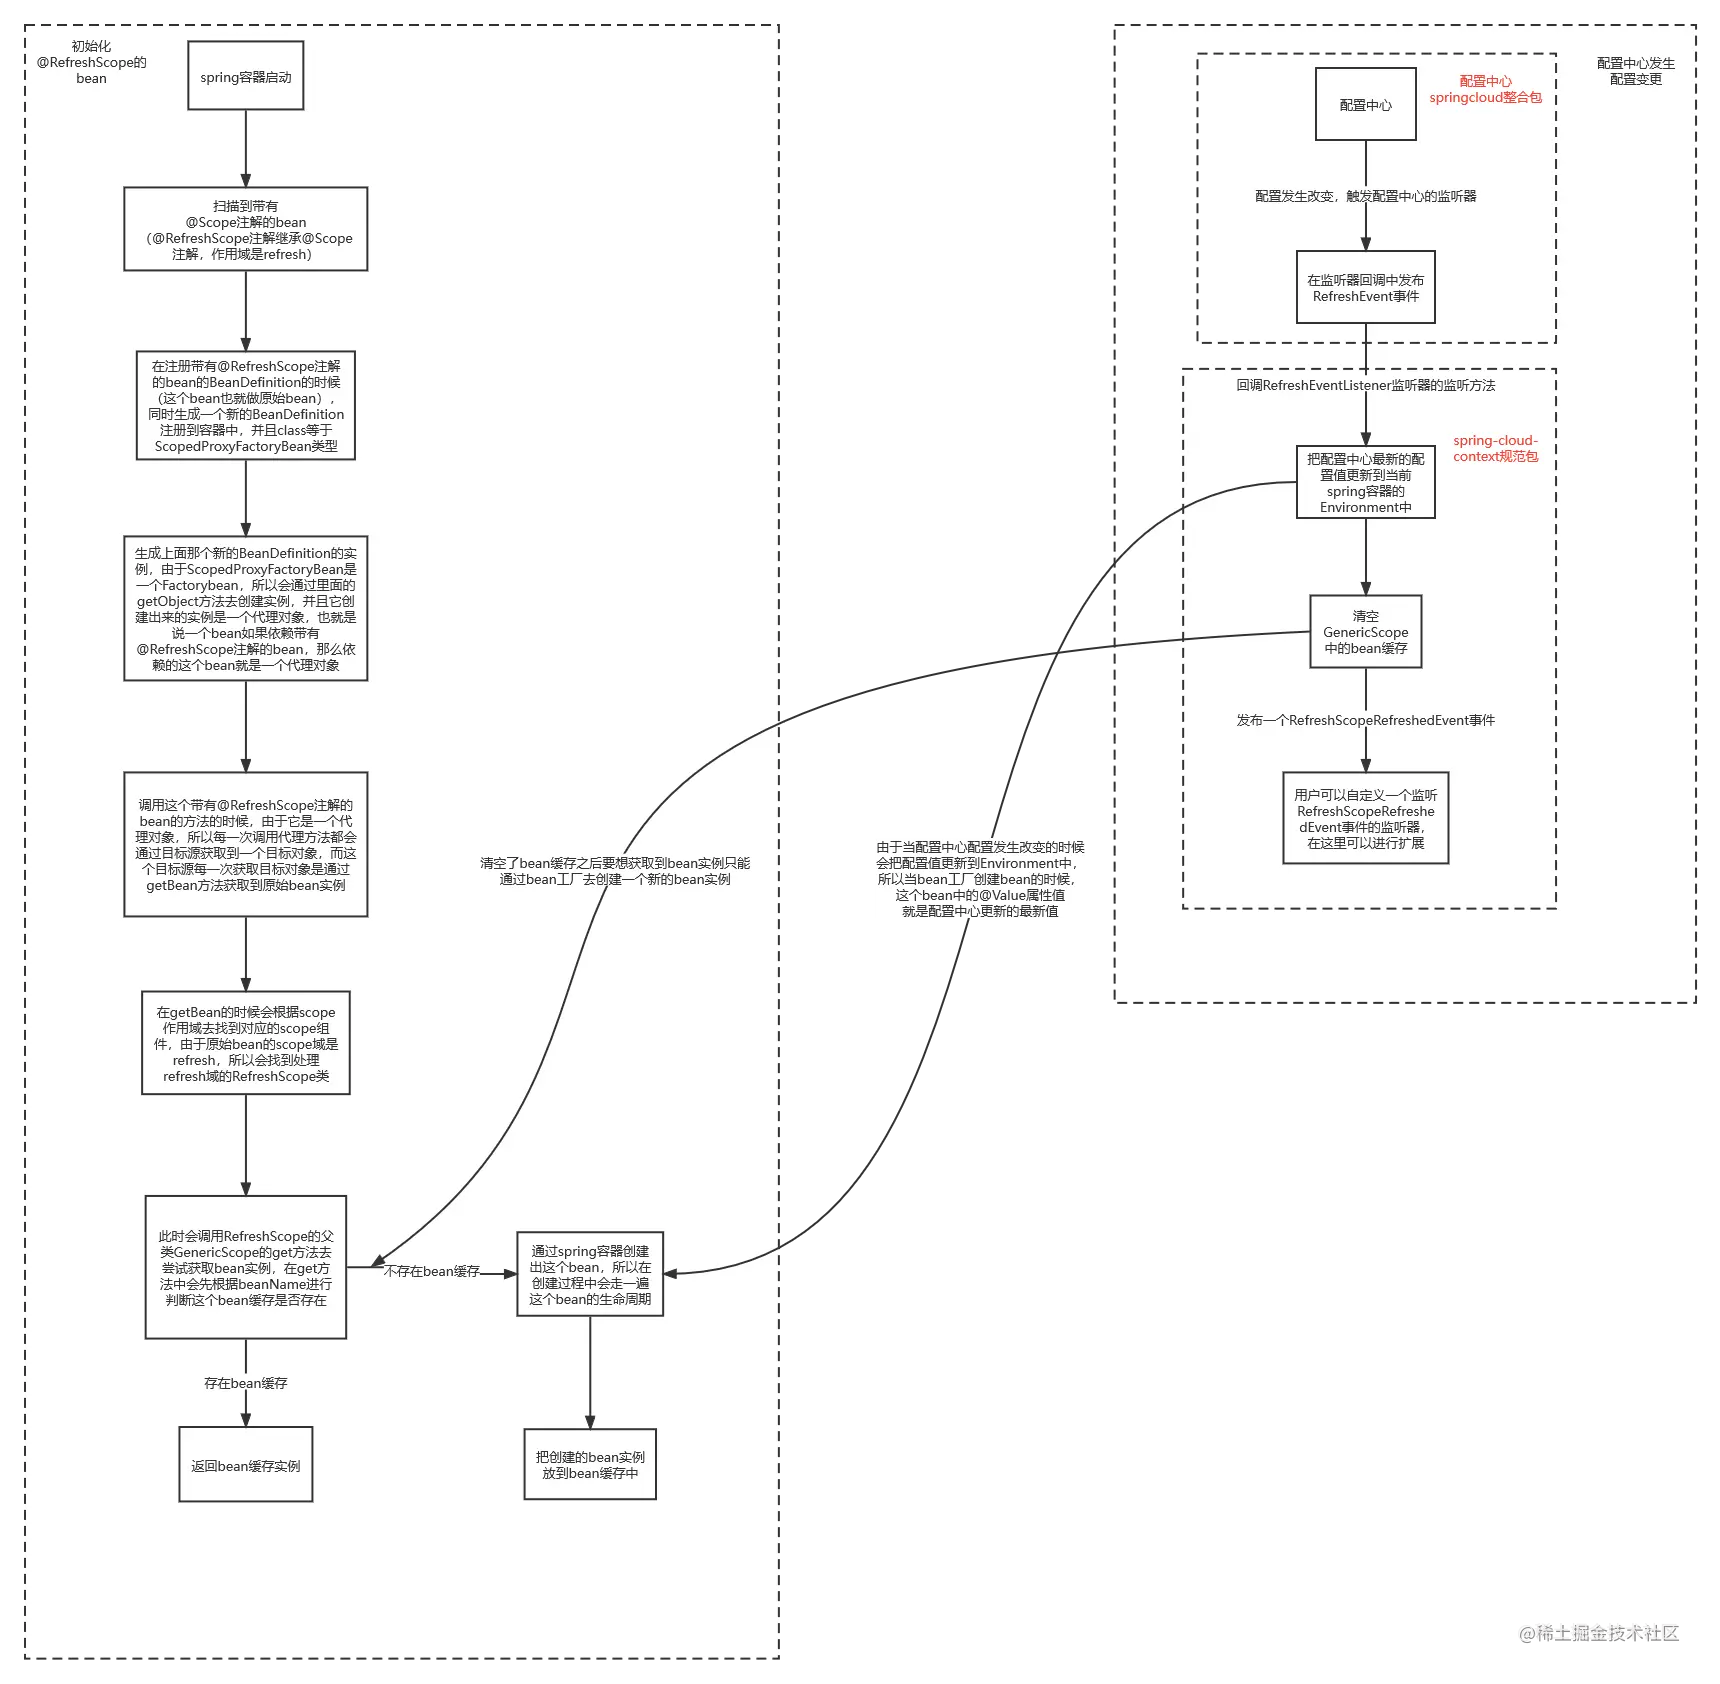 初始化
@RefreshScope的
bean
spring容器启动
扫描到带有
@Scope注解的bean
（@RefreshScope注解继承@Scope
注解，作用域是refresh）
在注册带有@RefreshScope注解
的bean的BeanDefinition的时候
（这个bean也就做原始bean），
同时生成一个新的BeanDefinition
注册到容器中，并且class等于
ScopedProxyFactoryBean类型
生成上面那个新的BeanDefinition的实
例，由于ScopedProxyFactoryBean是
一个Factorybean，所以会通过里面的
getObject方法去创建实例，并且它创
建出来的实例是一个代理对象，也就是
说一个bean如果依赖带有
@RefreshScope注解的bean，那么依
赖的这个bean就是一个代理对象
调用这个带有@RefreshScope注解的
bean的方法的时候，由于它是一个代
理对象，所以每一次调用代理方法都会
通过目标源获取到一个目标对象，而这
个目标源每一次获取目标对象是通过
getBean方法获取到原始bean实例
在getBean的时候会根据scope
作用域去找到对应的scope组
件，由于原始bean的scope域是
refresh，所以会找到处理
refresh域的RefreshScope类
此时会调用RefreshScope的父
类GenericScope的get方法去
尝试获取bean实例，在get方
法中会先根据beanName进行
判断这个bean缓存是否存在
存在bean缓存
返回bean缓存实例
不存在bean缓存
通过spring容器创建
出这个bean，所以在
创建过程中会走一遍
这个bean的生命周期
把创建的bean实例
放到bean缓存中
清空了bean缓存之后要想获取到bean实例只能
通过bean工厂去创建一个新的bean实例
由于当配置中心配置发生改变的时候
会把配置值更新到Environment中，
所以当bean工厂创建bean的时候，
这个bean中的@Value属性值
就是配置中心更新的最新值
配置中心发生
配置变更
配置中心
springcloud整合包
配置中心
配置发生改变，触发配置中心的监听器
在监听器回调中发布
RefreshEvent事件
回调RefreshEventListener监听器的监听方法
spring-cloud-
context规范包
把配置中心最新的配
置值更新到当前
spring容器的
Environment中
清空
GenericScope
中的bean缓存
发布一个RefreshScopeRefreshedEvent事件
用户可以自定义一个监听
RefreshScopeRefreshe
dEvent事件的监听器，
在这里可以进行扩展
@稀土掘金技术社区